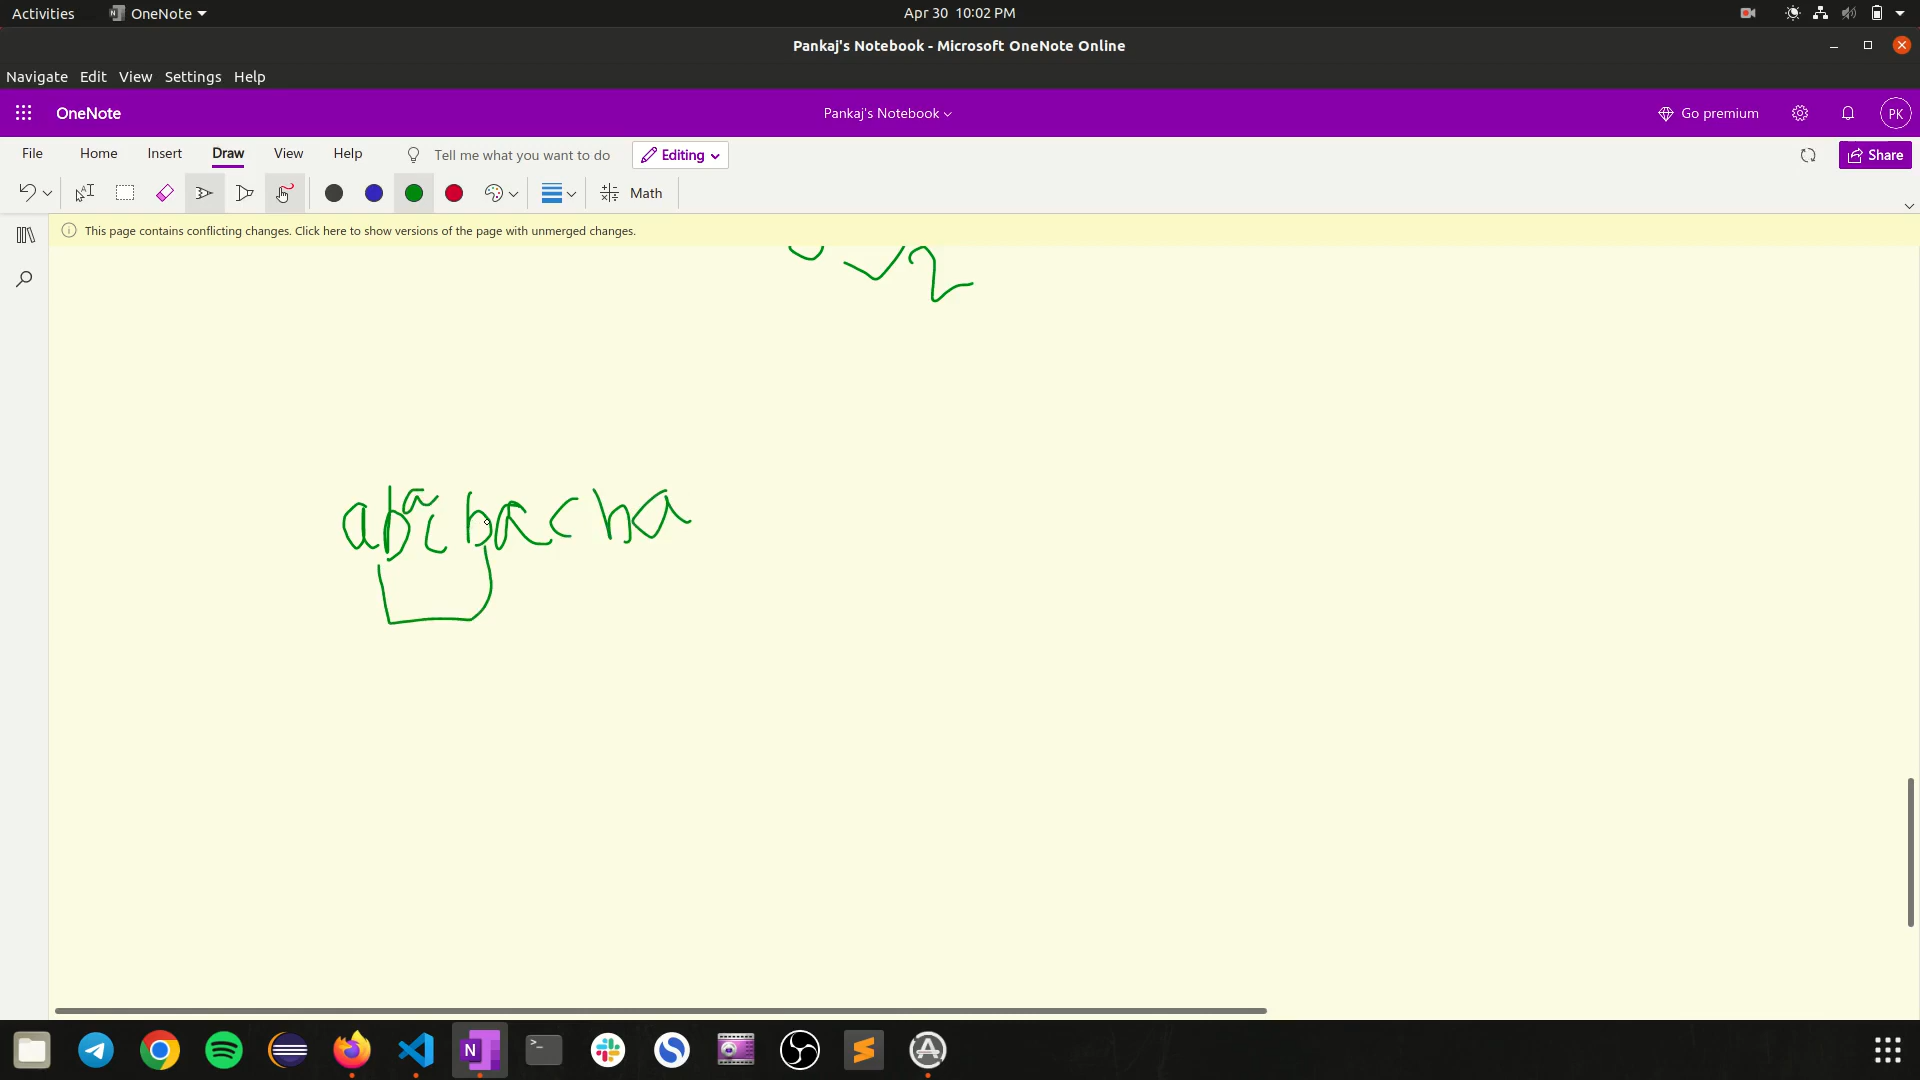 Activities OneNote Apr 30 10:02 PM
Pankaj's Notebook - Microsoft OneNote Online
Navigate Edit View Settings Help
OneNote Pankaj's Notebook Go premium PK
File Home Insert Draw View Help Tell me what you want to do Editing Share
Math
This page contains conflicting changes. Click here to show versions of the page with unmerged changes.
2
a
abcbacba